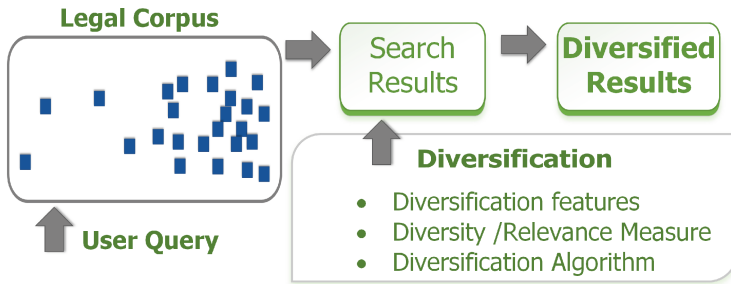 Legal Corpus
Search
Results
Diversified
Results
User Query
Diversification
• Diversification features
• Diversity /Relevance Measure
• Diversification Algorithm